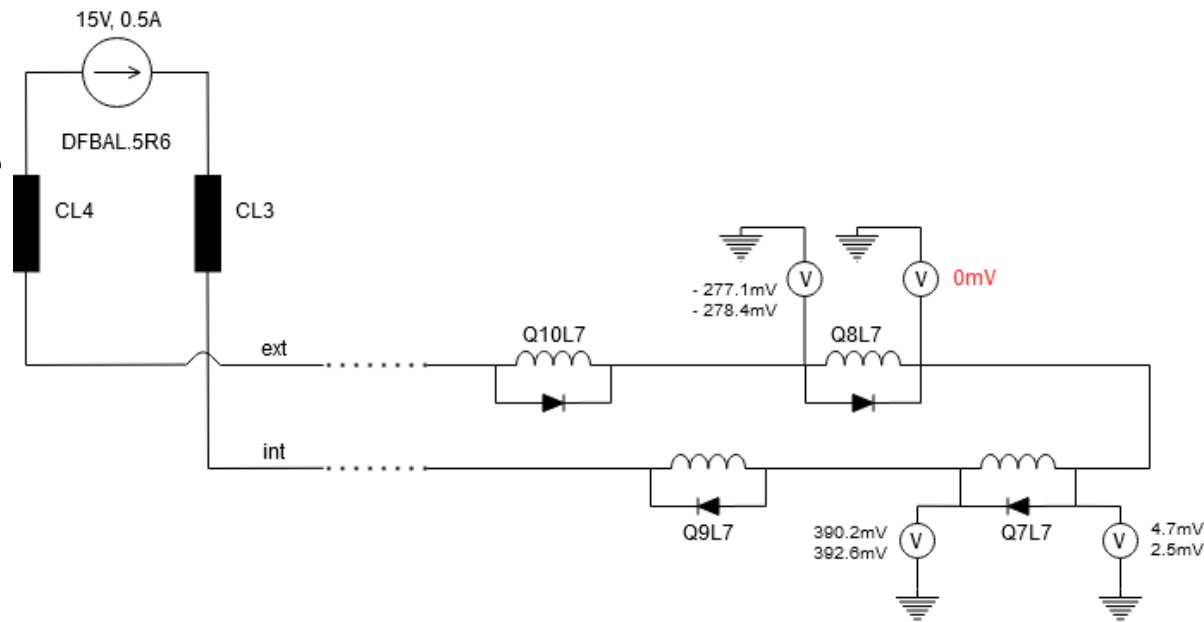 15V, 0.5A
DFBAL.5R6
CL4
CL3
V
V
0mV
- 277.1mV
- 278.4mV
Q10L7
Q8L7
ext
int
Q9L7
Q7L7
390.2mV
392.6mV
V
V
4.7mV
2.5mV